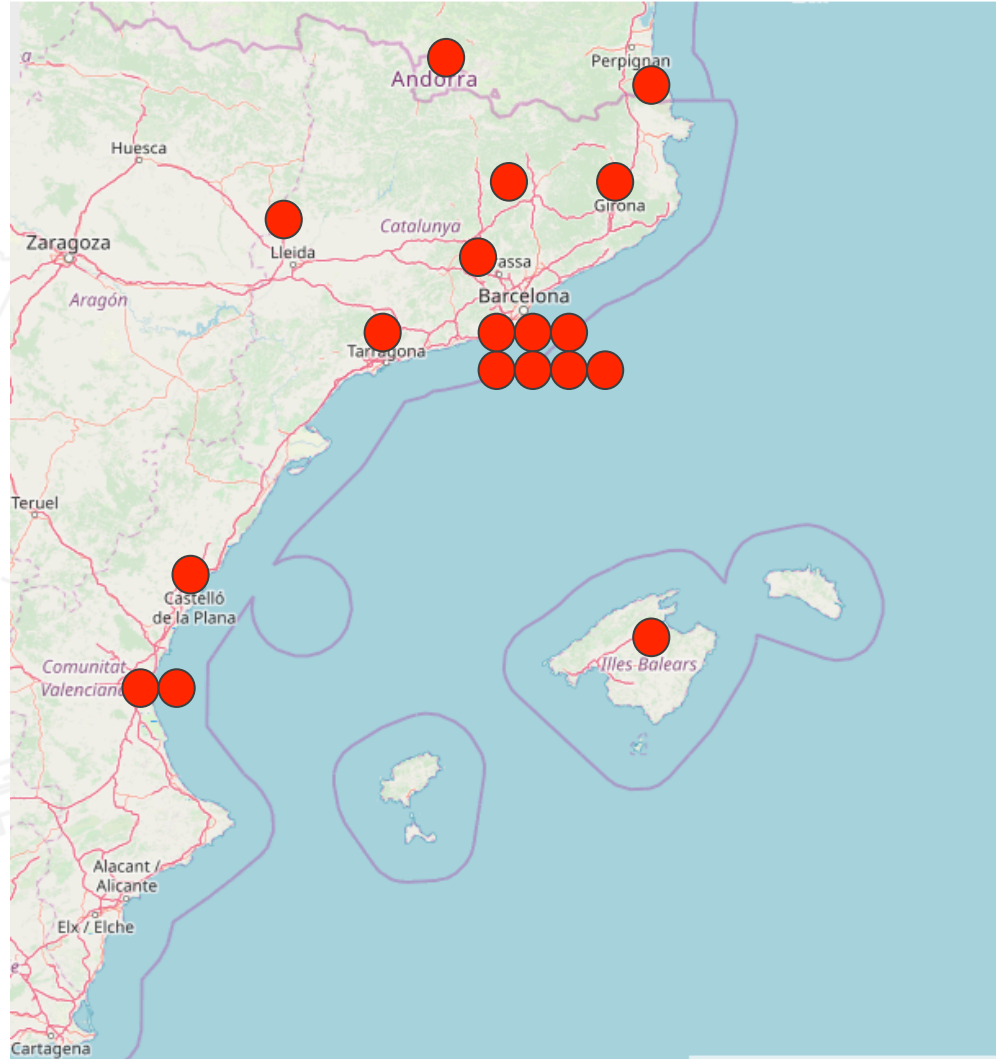 a
Andorra
Perpignan
Huesca
Girona
Catalunya
Zaragoza
Lleida
assa
Aragón
Barcelona
Tarragona
Teruel
Castelló
de la Plana
Comunitat
Valenciana
Illes Balears
Alacant /
Alicante
Elx / Elche
e
Cartagena